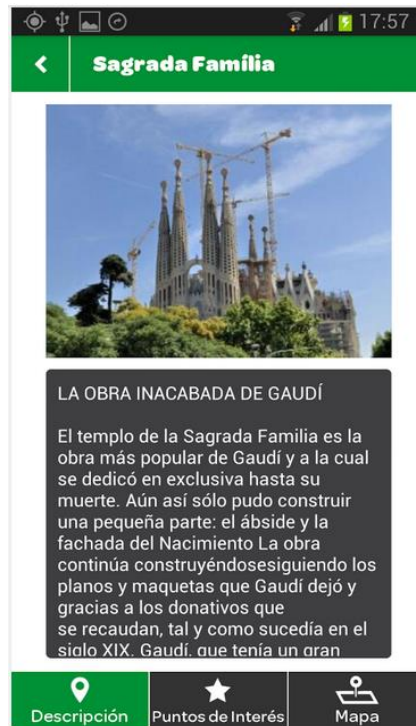 17:57
Sagrada Família
LA OBRA INACABADA DE GAUDÍ
El templo de la Sagrada Familia es la
obra más popular de Gaudí y a la cual
se dedicó en exclusiva hasta su
muerte. Aún así sólo pudo construir
una pequeña parte: el ábside y la
fachada del Nacimiento La obra
continúa construyéndosesiguiendo los
planos y maquetas que Gaudí dejó y
gracias a los donativos que
se recaudan, tal y como sucedía en el
siglo XIX. Gaudí, que tenía un gran
Descripción
Puntos de Interés
Mapa